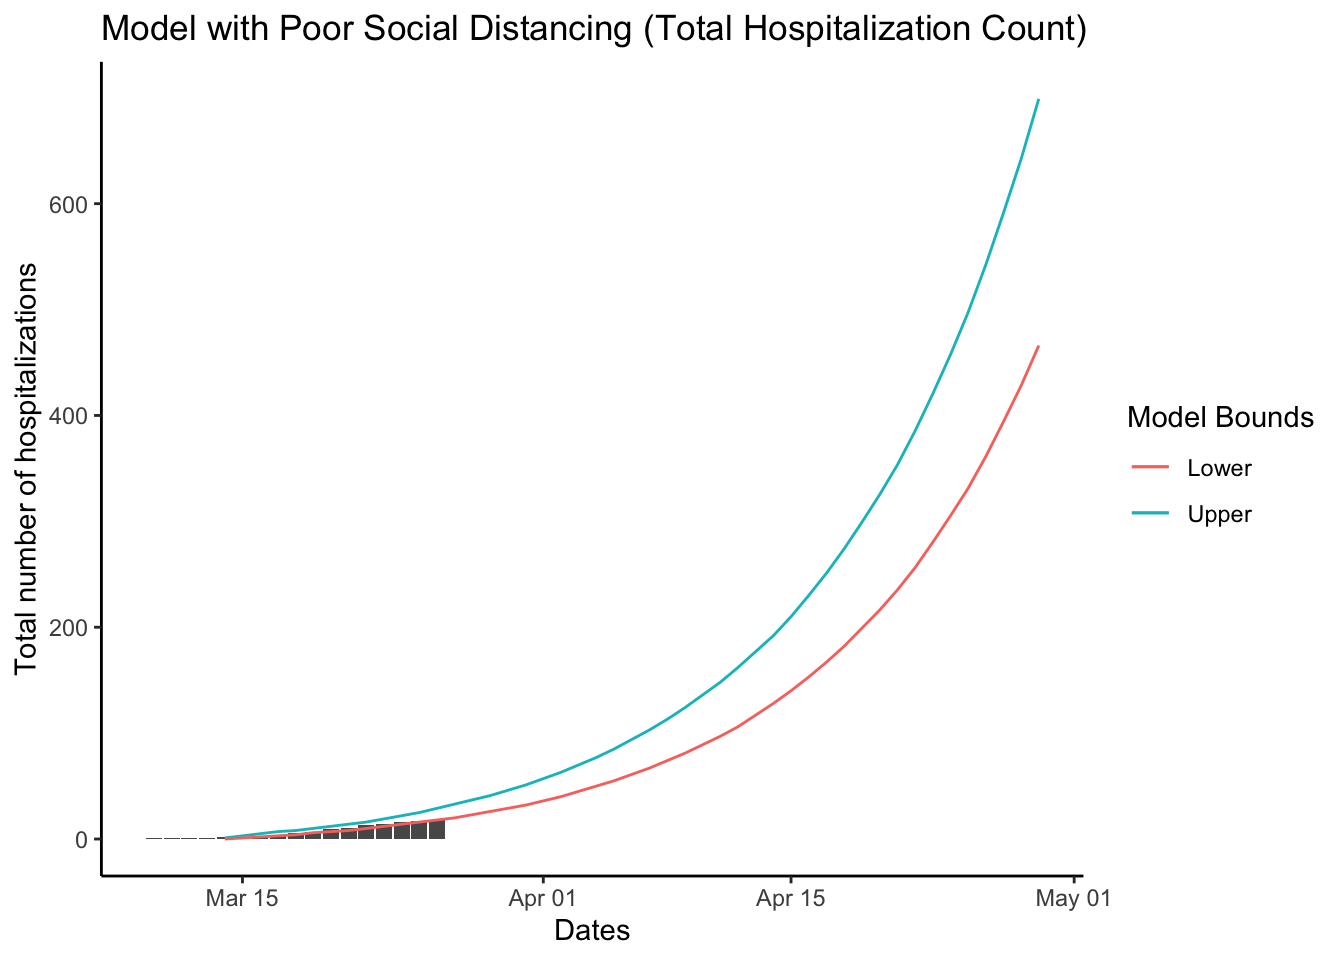 Model with Poor Social Distancing (Total Hospitalization Count)
Total number of hospitalizations
600
400
200
0
Mar 15
Apr 01
Apr 15
May 01
Dates
Model Bounds
Lower
Upper